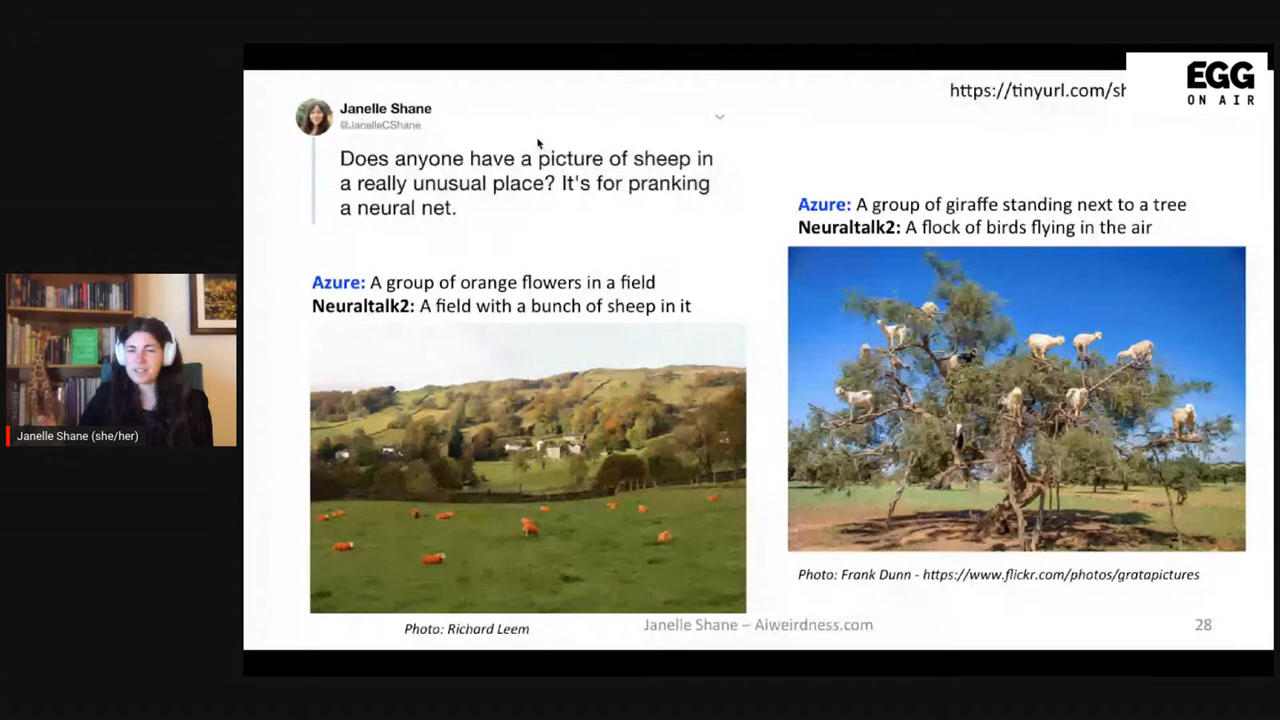 https://tinyurl.com/sh
EGG
ON AIR
Janelle Shane
@JanelleCShane
Does anyone have a picture of sheep in
a really unusual place? It's for pranking
a neural net.
Azure: A group of giraffe standing next to a tree
Neuraltalk2: A flock of birds flying in the air
Azure: A group of orange flowers in a field
Neuraltalk2: A field with a bunch of sheep in it
Janelle Shane (she/her)
Photo: Frank Dunn - https://www.flickr.com/photos/gratapictures
Photo: Richard Leem
Janelle Shane – Aiweirdness.com
28